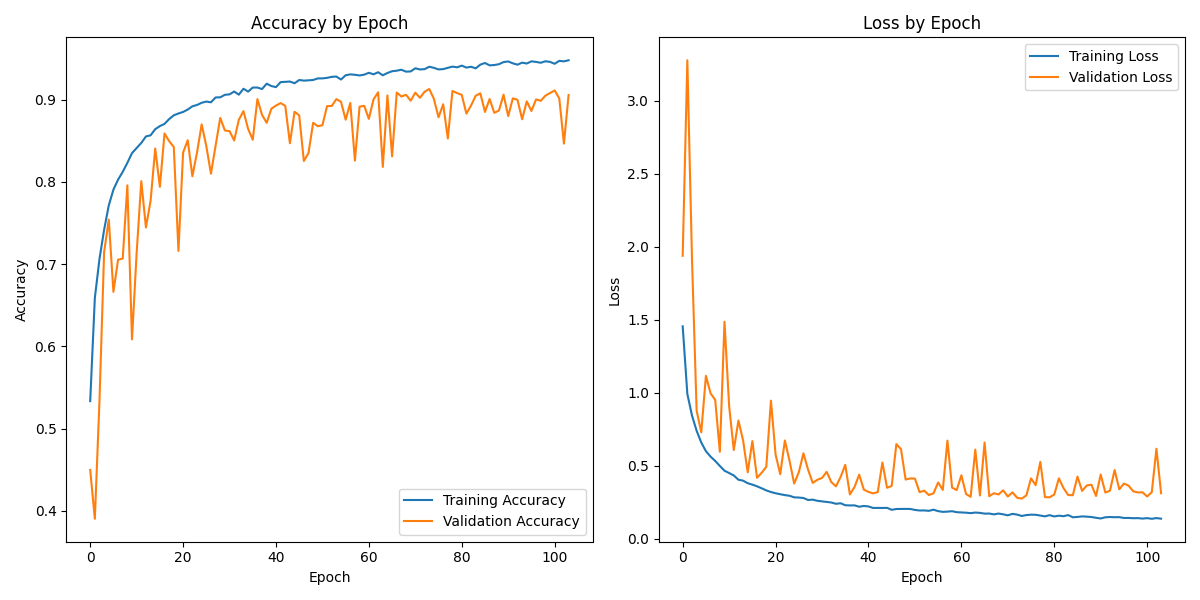 Accuracy by Epoch
Accuracy
0.9
0.8
0.7
0.6
0.5
0.4
0 20 40 60 80 100
Epoch
Training Accuracy
Validation Accuracy
Loss by Epoch
Loss
3.0
2.5
2.0
1.5
1.0
0.5
0.0
0 20 40 60 80 100
Epoch
Training Loss
Validation Loss